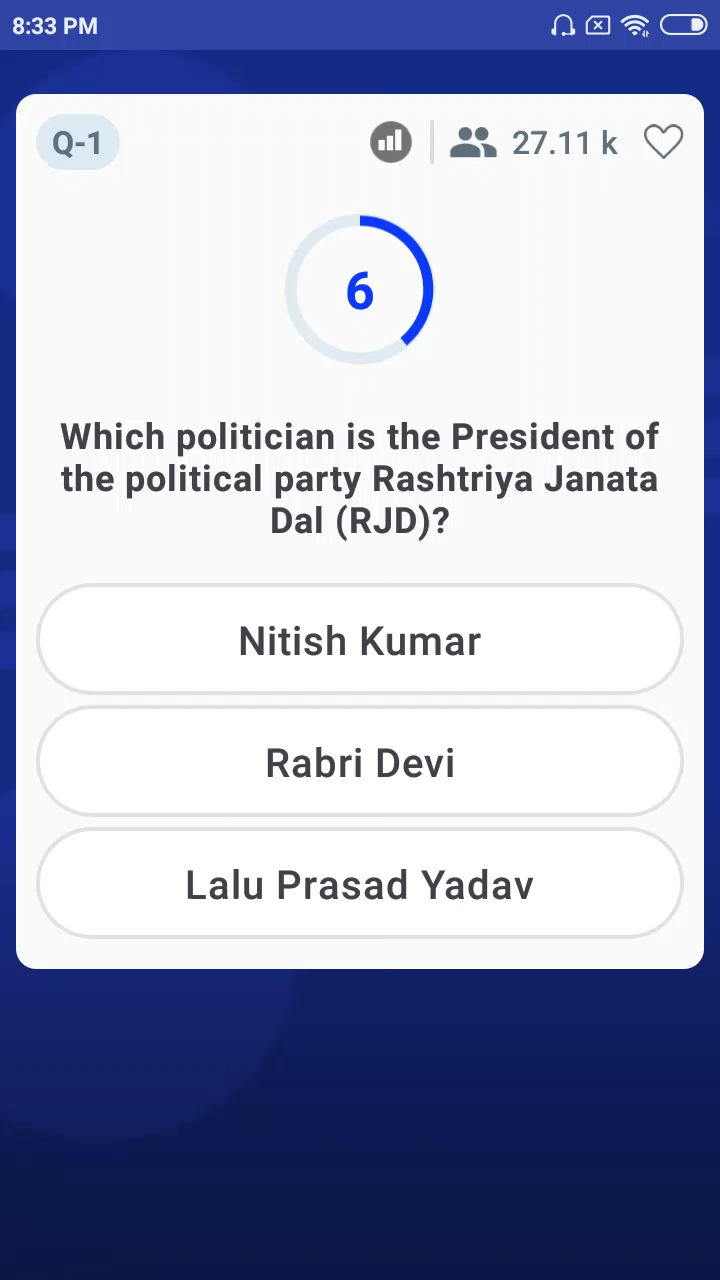 8:33 PM
Q-1
27.11 k
6
Which politician is the President of
the political party Rashtriya Janata
Dal (RJD)?
Nitish Kumar
Rabri Devi
Lalu Prasad Yadav